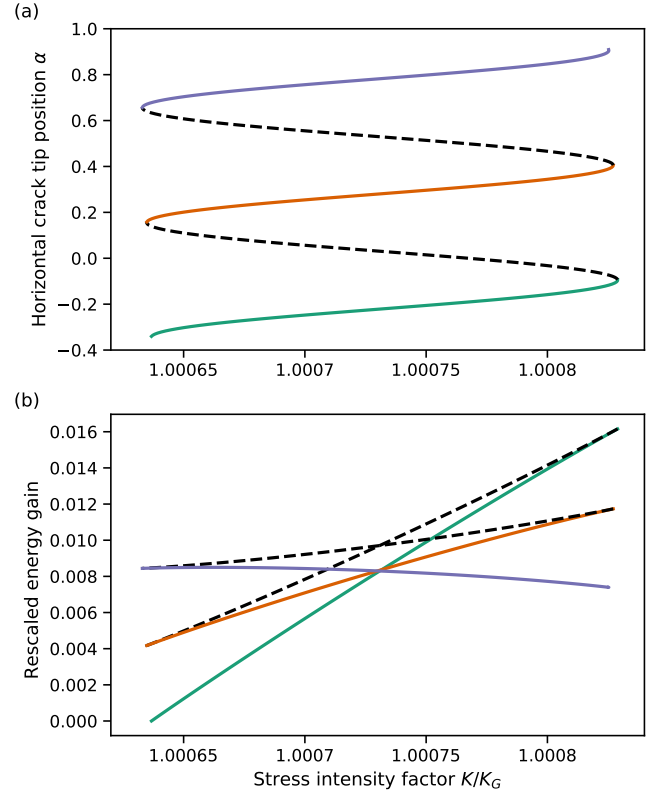 (a)
Horizontal crack tip position α
1.0
0.8
0.6
0.4
0.2
0.0
−0.2
−0.4
1.00065 1.0007 1.00075 1.0008
(b)
Rescaled energy gain
0.016
0.014
0.012
0.010
0.008
0.006
0.004
0.002
0.000
1.00065 1.0007 1.00075 1.0008
Stress intensity factor K/K_G